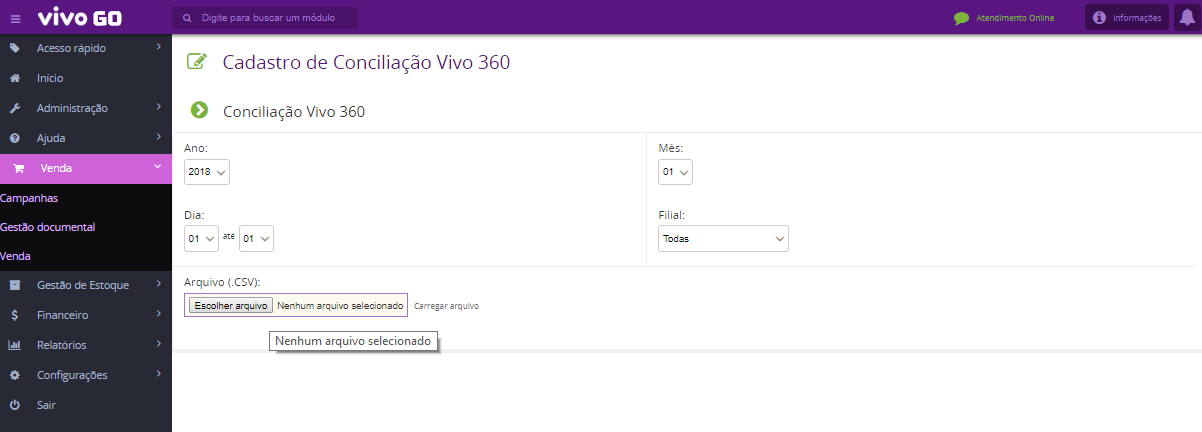 vivo GO
Digite para buscar um módulo
Atendimento Online
Informações
Acesso rápido
Início
Administração
Ajuda
Venda
Campanhas
Gestão documental
Venda
Gestão de Estoque
Financeiro
Relatórios
Configurações
Sair
Cadastro de Conciliação Vivo 360
Conciliação Vivo 360
Ano:
2018
Mês:
01
Dia:
01 até 01
Filial:
Todas
Arquivo (.CSV):
Escolher arquivo Nenhum arquivo selecionado Carregar arquivo
Nenhum arquivo selecionado